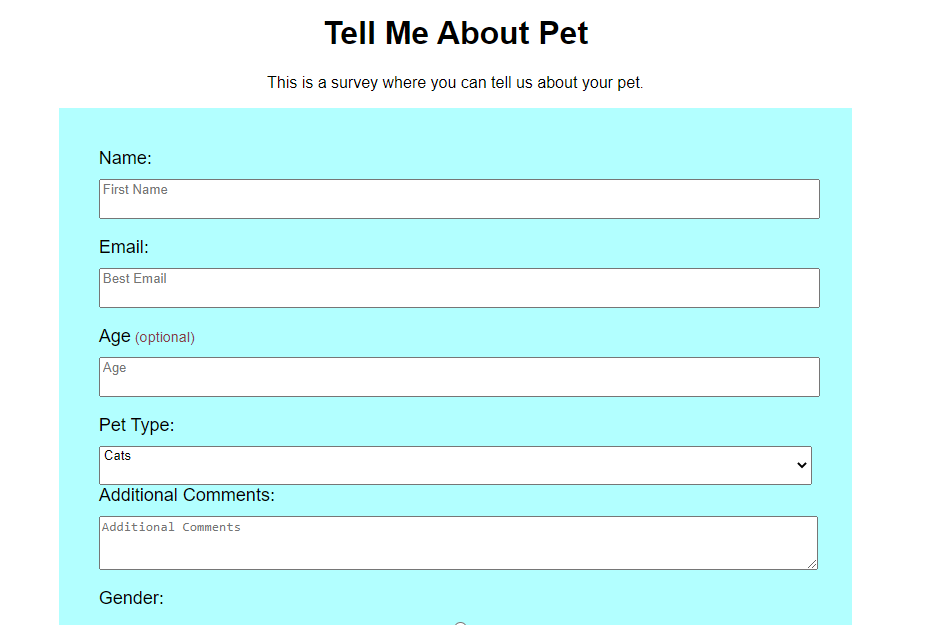 Tell Me About Pet
This is a survey where you can tell us about your pet.
Name:
First Name
Email:
Best Email
Age (optional)
Age
Pet Type:
Cats
Additional Comments:
Additional Comments
Gender: